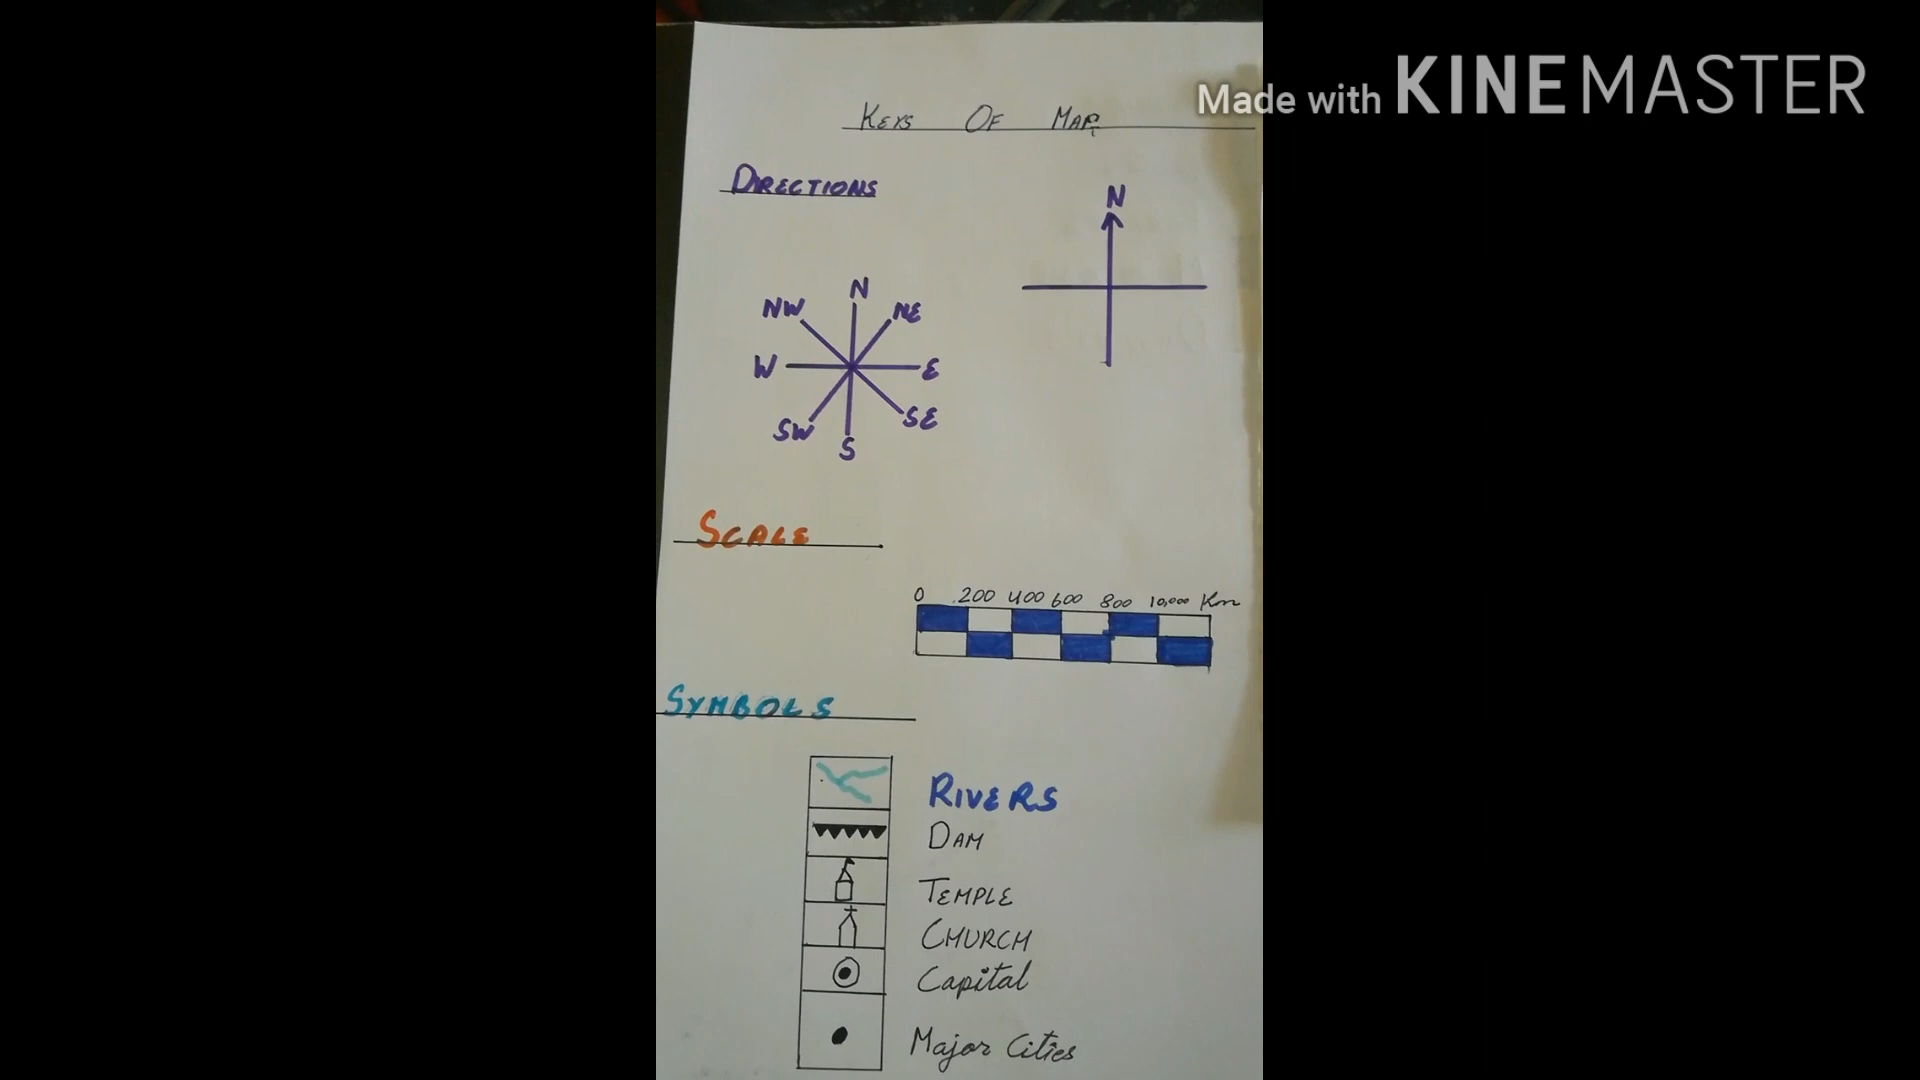 Made with KINEMASTER
KEYS OF MAP
DIRECTIONS
N
N
NW NE
W E
SW SE
S
SCALE
0 200 400 600 800 10,000 Km
SYMBOLS
RIVERS
DAM
TEMPLE
CHURCH
Capital
Major Cities